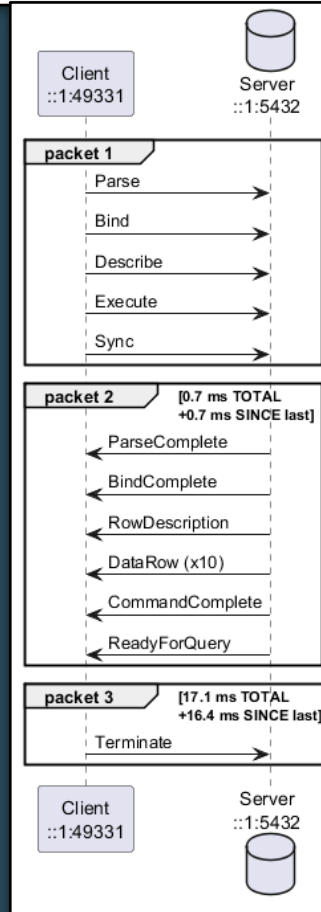 Client
::1:49331
Server
::1:5432
packet 1
Parse
Bind
Describe
Execute
Sync
packet 2
[0.7 ms TOTAL
+0.7 ms SINCE last]
ParseComplete
BindComplete
RowDescription
DataRow (x10)
CommandComplete
ReadyForQuery
packet 3
[17.1 ms TOTAL
+16.4 ms SINCE last]
Terminate
Client
::1:49331
Server
::1:5432